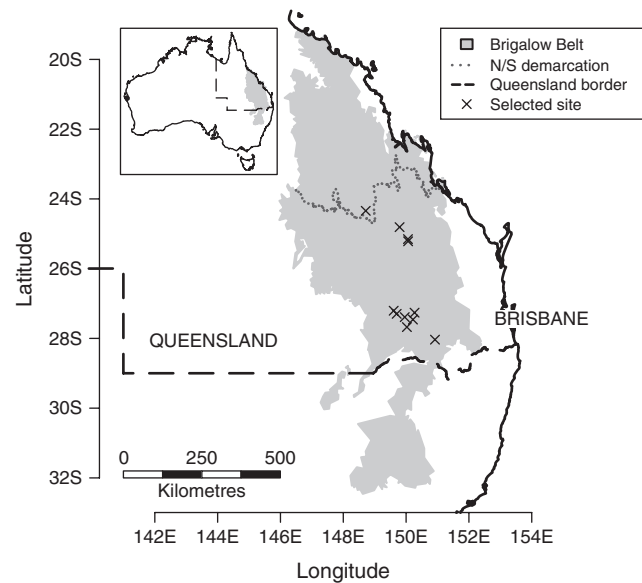 Brigalow Belt
N/S demarcation
Queensland border
Selected site
20S
22S
24S
26S
28S
30S
32S
Latitude
QUEENSLAND
BRISBANE
0 250 500
Kilometres
142E 144E 146E 148E 150E 152E 154E
Longitude